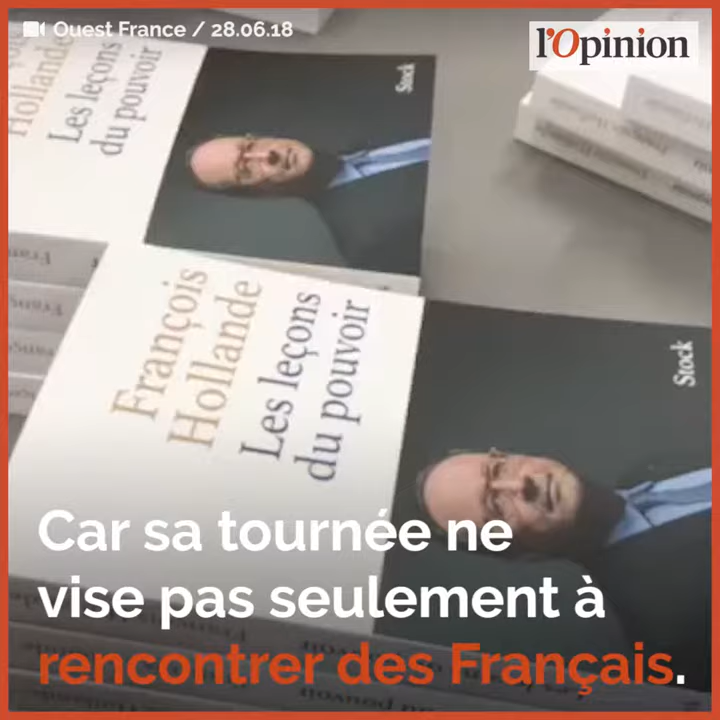 Ouest France / 28.06.18
l'Opinion
Hollande
Les leçons
du pouvoir
Stock
François
Hollande
Les leçons
du pouvoir
Stock
Car sa tournée ne
vise pas seulement à
rencontrer des Français.